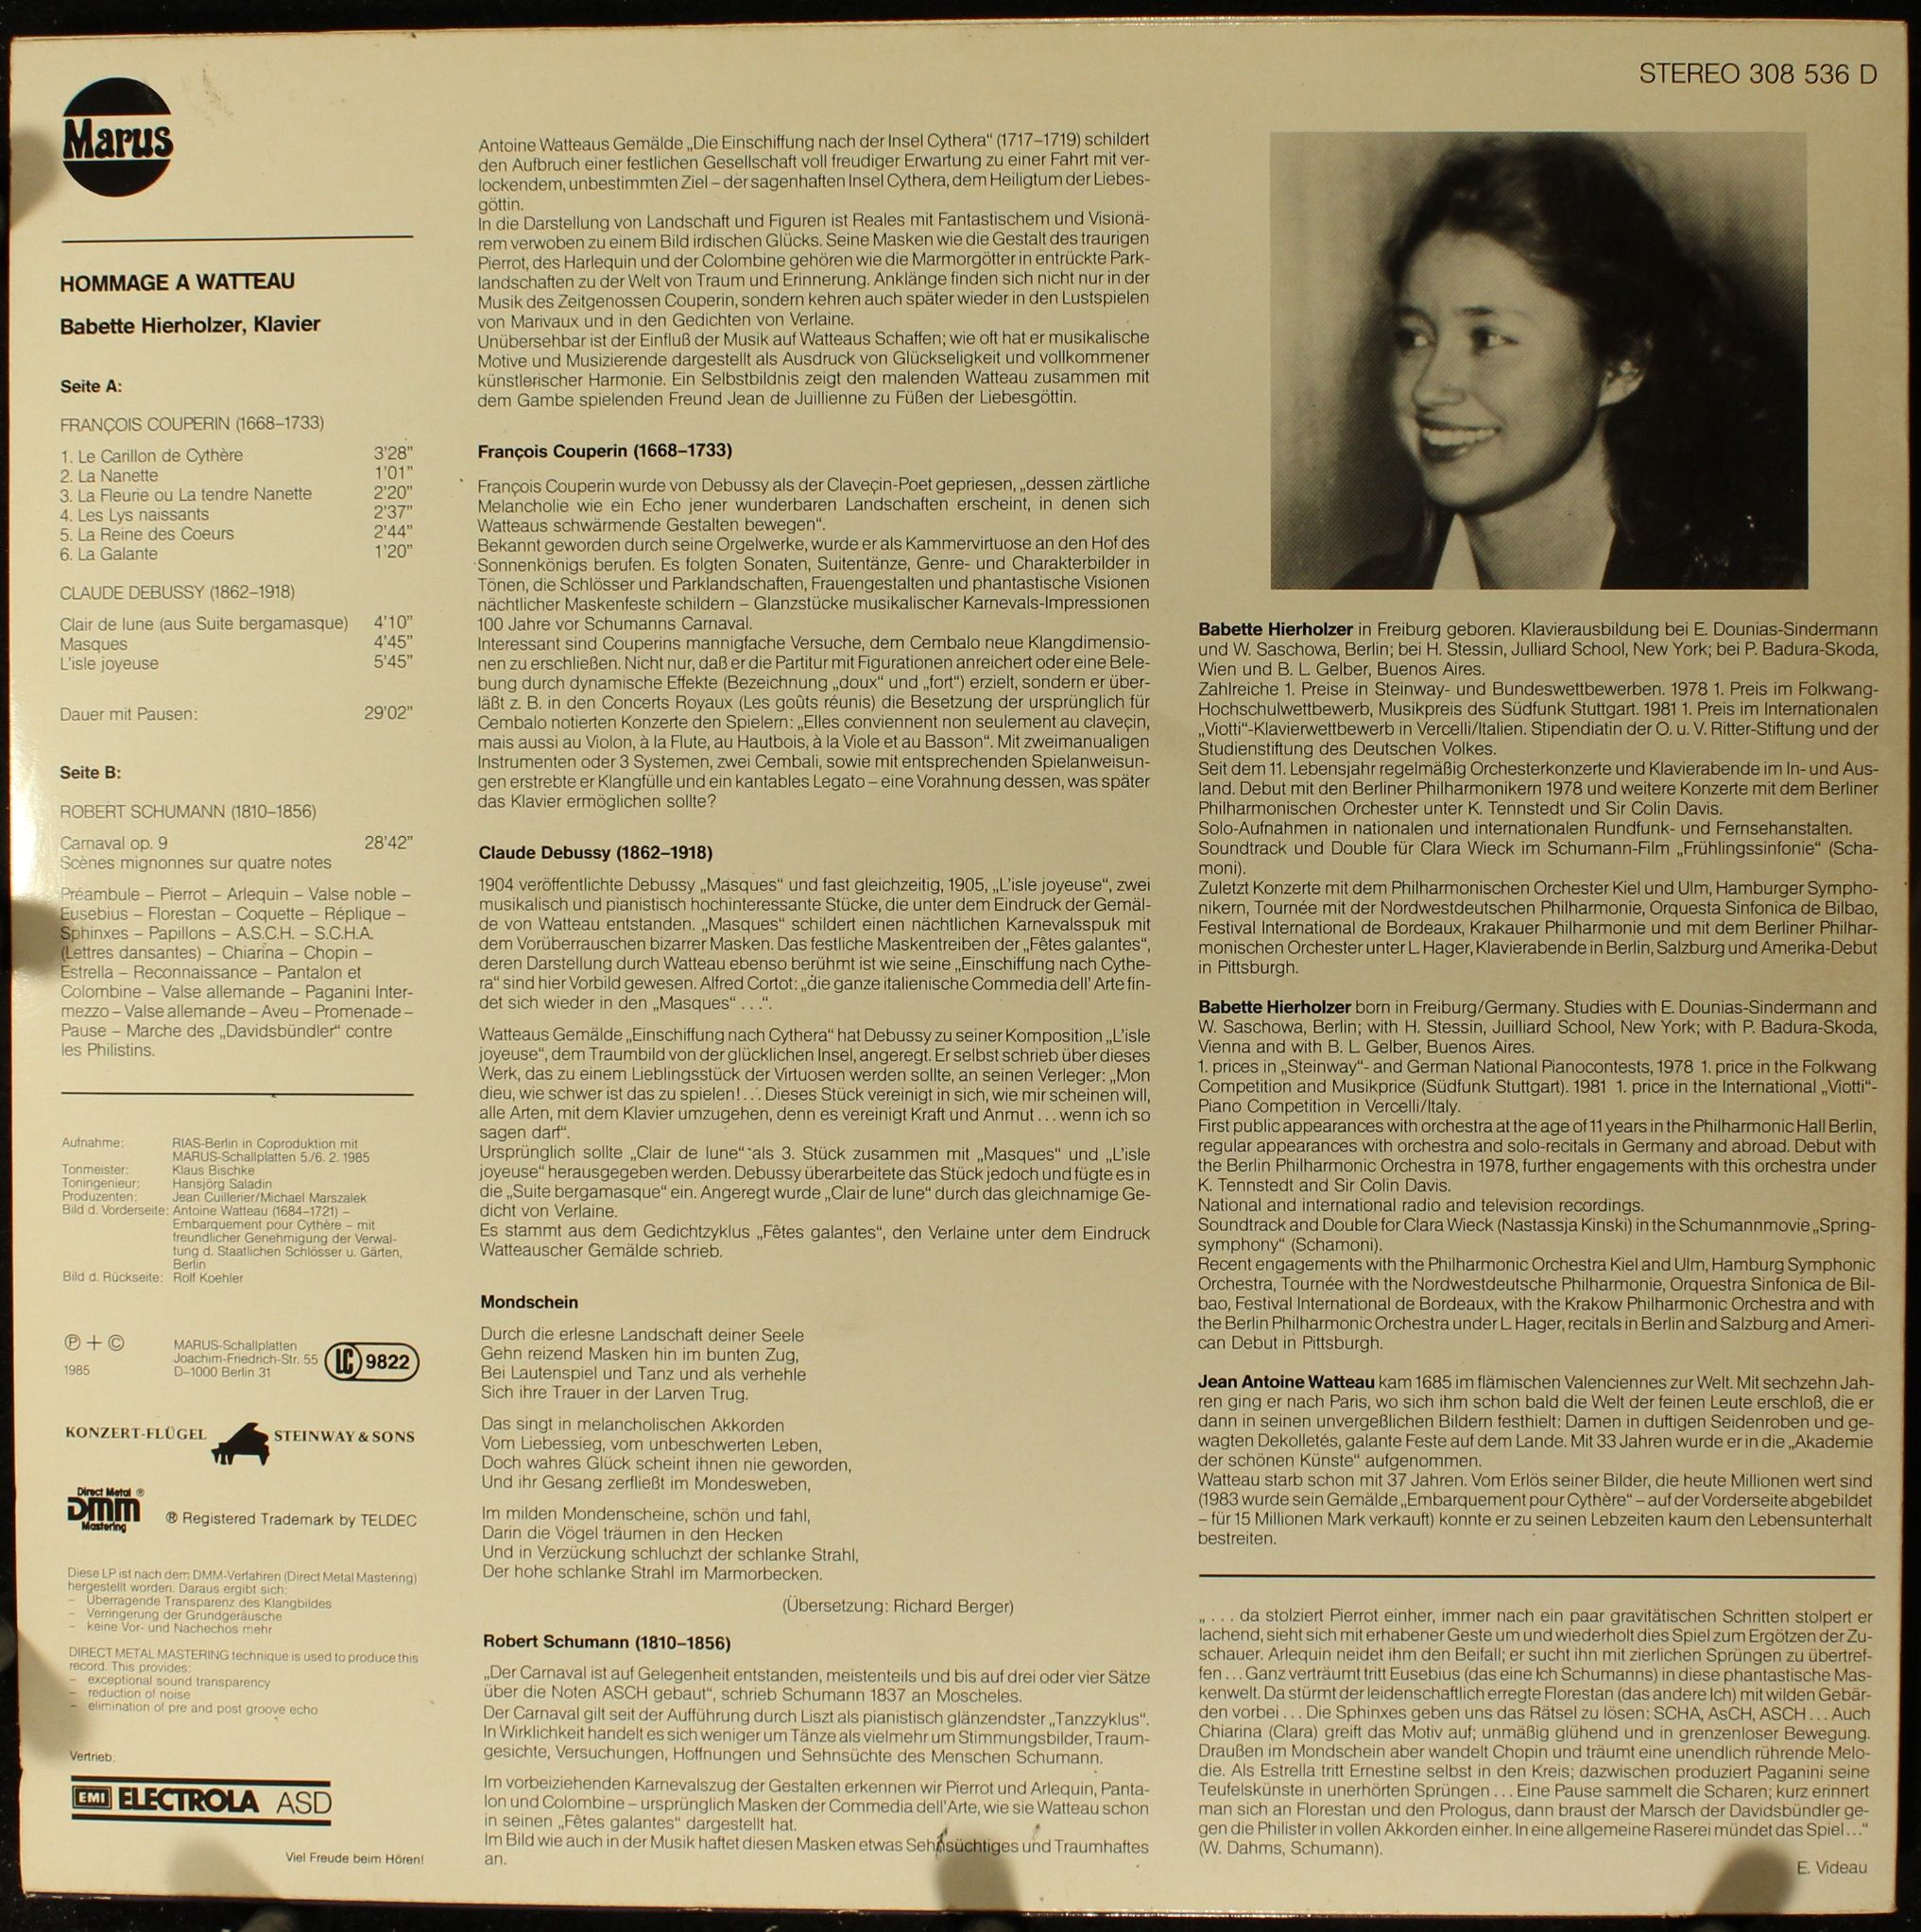 STEREO 308 536 D
Marus
HOMMAGE A WATTEAU
Babette Hierholzer, Klavier
Seite A:
FRANÇOIS COUPERIN (1668–1733)
1. Le Carillon de Cythère 3'28"
2. La Nanette 1'01"
3. La Fleurie ou La tendre Nanette 2'20"
4. Les Lys naissants 2'37"
5. La Reine des Coeurs 2'44"
6. La Galante 1'20"
CLAUDE DEBUSSY (1862–1918)
Clair de lune (aus Suite bergamasque) 4'10"
Masques 4'45"
L'isle joyeuse 5'45"
Dauer mit Pausen: 29'02"
Seite B:
ROBERT SCHUMANN (1810–1856)
Carnaval op. 9 28'42"
Scènes mignonnes sur quatre notes
Préambule – Pierrot – Arlequin – Valse noble –
Eusebius – Florestan – Coquette – Réplique –
Sphinxes – Papillons – A.S.C.H. – S.C.H.A.
(Lettres dansantes) – Chiarina – Chopin –
Estrella – Reconnaissance – Pantalon et
Colombine – Valse allemande – Paganini Inter-
mezzo – Valse allemande – Aveu – Promenade –
Pause – Marche des „Davidsbündler“ contre
les Philistins.
Aufnahme: RIAS-Berlin in Coproduktion mit
MARUS-Schallplatten 5./6. 2. 1985
Tonmeister: Klaus Bischke
Toningenieur: Hansjörg Saladin
Produzenten: Jean Cuillerier/Michael Marszalek
Bild d. Vorderseite: Antoine Watteau (1684–1721) –
Embarquement pour Cythère – mit
freundlicher Genehmigung der Verwal-
tung d. Staatlichen Schlösser u. Gärten,
Berlin
Bild d. Rückseite: Rolf Koehler
℗ + © MARUS-Schallplatten
1985 Joachim-Friedrich-Str. 55
D–1000 Berlin 31
LC 9822
KONZERT-FLÜGEL STEINWAY & SONS
Direct Metal ®
DMM
Mastering
® Registered Trademark by TELDEC
Diese LP ist nach dem DMM-Verfahren (Direct Metal Mastering)
hergestellt worden. Daraus ergibt sich:
– Überragende Transparenz des Klangbildes
– Verringerung der Grundgeräusche
– keine Vor- und Nachechos mehr
DIRECT METAL MASTERING technique is used to produce this
record. This provides:
– exceptional sound transparency
– reduction of noise
– elimination of pre and post groove echo
Vertrieb:
EMI ELECTROLA ASD
Viel Freude beim Hören!
Antoine Watteaus Gemälde „Die Einschiffung nach der Insel Cythera“ (1717–1719) schildert
den Aufbruch einer festlichen Gesellschaft voll freudiger Erwartung zu einer Fahrt mit ver-
lockendem, unbestimmten Ziel – der sagenhaften Insel Cythera, dem Heiligtum der Liebes-
göttin.
In die Darstellung von Landschaft und Figuren ist Reales mit Fantastischem und Visionä-
rem verwoben zu einem Bild irdischen Glücks. Seine Masken wie die Gestalt des traurigen
Pierrot, des Harlequin und der Colombine gehören wie die Marmorgötter in entrückte Park-
landschaften zu der Welt von Traum und Erinnerung. Anklänge finden sich nicht nur in der
Musik des Zeitgenossen Couperin, sondern kehren auch später wieder in den Lustspielen
von Marivaux und in den Gedichten von Verlaine.
Unübersehbar ist der Einfluß der Musik auf Watteaus Schaffen; wie oft hat er musikalische
Motive und Musizierende dargestellt als Ausdruck von Glückseligkeit und vollkommener
künstlerischer Harmonie. Ein Selbstbildnis zeigt den malenden Watteau zusammen mit
dem Gambe spielenden Freund Jean de Juillienne zu Füßen der Liebesgöttin.
François Couperin (1668–1733)
François Couperin wurde von Debussy als der Claveçin-Poet gepriesen, „dessen zärtliche
Melancholie wie ein Echo jener wunderbaren Landschaften erscheint, in denen sich
Watteaus schwärmende Gestalten bewegen“.
Bekannt geworden durch seine Orgelwerke, wurde er als Kammervirtuose an den Hof des
Sonnenkönigs berufen. Es folgten Sonaten, Suitentänze, Genre- und Charakterbilder in
Tönen, die Schlösser und Parklandschaften, Frauengestalten und phantastische Visionen
nächtlicher Maskenfeste schildern – Glanzstücke musikalischer Karnevals-Impressionen
100 Jahre vor Schumanns Carnaval.
Interessant sind Couperins mannigfache Versuche, dem Cembalo neue Klangdimensio-
nen zu erschließen. Nicht nur, daß er die Partitur mit Figurationen anreichert oder eine Bele-
bung durch dynamische Effekte (Bezeichnung „doux“ und „fort“) erzielt, sondern er über-
läßt z. B. in den Concerts Royaux (Les goûts réunis) die Besetzung der ursprünglich für
Cembalo notierten Konzerte den Spielern: „Elles conviennent non seulement au claveçin,
mais aussi au Violon, à la Flute, au Hautbois, à la Viole et au Basson“. Mit zweimanualigen
Instrumenten oder 3 Systemen, zwei Cembali, sowie mit entsprechenden Spielanweisun-
gen erstrebte er Klangfülle und ein kantables Legato – eine Vorahnung dessen, was später
das Klavier ermöglichen sollte?
Claude Debussy (1862–1918)
1904 veröffentlichte Debussy „Masques“ und fast gleichzeitig, 1905, „L'isle joyeuse“, zwei
musikalisch und pianistisch hochinteressante Stücke, die unter dem Eindruck der Gemäl-
de von Watteau entstanden. „Masques“ schildert einen nächtlichen Karnevalsspuk mit
dem Vorüberrauschen bizarrer Masken. Das festliche Maskentreiben der „Fêtes galantes“,
deren Darstellung durch Watteau ebenso berühmt ist wie seine „Einschiffung nach Cythe-
ra“ sind hier Vorbild gewesen. Alfred Cortot: „die ganze italienische Commedia dell' Arte fin-
det sich wieder in den „Masques“ . . .“.
Watteaus Gemälde „Einschiffung nach Cythera“ hat Debussy zu seiner Komposition „L'isle
joyeuse“, dem Traumbild von der glücklichen Insel, angeregt. Er selbst schrieb über dieses
Werk, das zu einem Lieblingsstück der Virtuosen werden sollte, an seinen Verleger: „Mon
dieu, wie schwer ist das zu spielen! . . . Dieses Stück vereinigt in sich, wie mir scheinen will,
alle Arten, mit dem Klavier umzugehen, denn es vereinigt Kraft und Anmut . . . wenn ich so
sagen darf“.
Ursprünglich sollte „Clair de lune“ als 3. Stück zusammen mit „Masques“ und „L'isle
joyeuse“ herausgegeben werden. Debussy überarbeitete das Stück jedoch und fügte es in
die „Suite bergamasque“ ein. Angeregt wurde „Clair de lune“ durch das gleichnamige Ge-
dicht von Verlaine.
Es stammt aus dem Gedichtzyklus „Fêtes galantes“, den Verlaine unter dem Eindruck
Watteauscher Gemälde schrieb.
Mondschein
Durch die erlesne Landschaft deiner Seele
Gehn reizend Masken hin im bunten Zug,
Bei Lautenspiel und Tanz und als verhehle
Sich ihre Trauer in der Larven Trug.
Das singt in melancholischen Akkorden
Vom Liebessieg, vom unbeschwerten Leben,
Doch wahres Glück scheint ihnen nie geworden,
Und ihr Gesang zerfließt im Mondesweben,
Im milden Mondenscheine, schön und fahl,
Darin die Vögel träumen in den Hecken
Und in Verzückung schluchzt der schlanke Strahl,
Der hohe schlanke Strahl im Marmorbecken.
(Übersetzung: Richard Berger)
Robert Schumann (1810–1856)
„Der Carnaval ist auf Gelegenheit entstanden, meistenteils und bis auf drei oder vier Sätze
über die Noten ASCH gebaut“, schrieb Schumann 1837 an Moscheles.
Der Carnaval gilt seit der Aufführung durch Liszt als pianistisch glänzendster „Tanzzyklus“.
In Wirklichkeit handelt es sich weniger um Tänze als vielmehr um Stimmungsbilder, Traum-
gesichte, Versuchungen, Hoffnungen und Sehnsüchte des Menschen Schumann.
Im vorbeiziehenden Karnevalszug der Gestalten erkennen wir Pierrot und Arlequin, Panta-
lon und Colombine – ursprünglich Masken der Commedia dell'Arte, wie sie Watteau schon
in seinen „Fêtes galantes“ dargestellt hat.
Im Bild wie auch in der Musik haftet diesen Masken etwas Sehnsüchtiges und Traumhaftes
an.
Babette Hierholzer in Freiburg geboren. Klavierausbildung bei E. Dounias-Sindermann
und W. Saschowa, Berlin; bei H. Stessin, Julliard School, New York; bei P. Badura-Skoda,
Wien und B. L. Gelber, Buenos Aires.
Zahlreiche 1. Preise in Steinway- und Bundeswettbewerben. 1978 1. Preis im Folkwang-
Hochschulwettbewerb, Musikpreis des Südfunk Stuttgart. 1981 1. Preis im Internationalen
„Viotti“-Klavierwettbewerb in Vercelli/Italien. Stipendiatin der O. u. V. Ritter-Stiftung und der
Studienstiftung des Deutschen Volkes.
Seit dem 11. Lebensjahr regelmäßig Orchesterkonzerte und Klavierabende im In- und Aus-
land. Debut mit den Berliner Philharmonikern 1978 und weitere Konzerte mit dem Berliner
Philharmonischen Orchester unter K. Tennstedt und Sir Colin Davis.
Solo-Aufnahmen in nationalen und internationalen Rundfunk- und Fernsehanstalten.
Soundtrack und Double für Clara Wieck im Schumann-Film „Frühlingssinfonie“ (Scha-
moni).
Zuletzt Konzerte mit dem Philharmonischen Orchester Kiel und Ulm, Hamburger Sympho-
nikern, Tournée mit der Nordwestdeutschen Philharmonie, Orquesta Sinfonica de Bilbao,
Festival International de Bordeaux, Krakauer Philharmonie und mit dem Berliner Philhar-
monischen Orchester unter L. Hager, Klavierabende in Berlin, Salzburg und Amerika-Debut
in Pittsburgh.
Babette Hierholzer born in Freiburg/Germany. Studies with E. Dounias-Sindermann and
W. Saschowa, Berlin; with H. Stessin, Juilliard School, New York; with P. Badura-Skoda,
Vienna and with B. L. Gelber, Buenos Aires.
1. prices in „Steinway“- and German National Pianocontests, 1978 1. price in the Folkwang
Competition and Musikprice (Südfunk Stuttgart). 1981 1. price in the International „Viotti“-
Piano Competition in Vercelli/Italy.
First public appearances with orchestra at the age of 11 years in the Philharmonic Hall Berlin,
regular appearances with orchestra and solo-recitals in Germany and abroad. Debut with
the Berlin Philharmonic Orchestra in 1978, further engagements with this orchestra under
K. Tennstedt and Sir Colin Davis.
National and international radio and television recordings.
Soundtrack and Double for Clara Wieck (Nastassja Kinski) in the Schumannmovie „Spring-
symphony“ (Schamoni).
Recent engagements with the Philharmonic Orchestra Kiel and Ulm, Hamburg Symphonic
Orchestra, Tournée with the Nordwestdeutsche Philharmonie, Orquestra Sinfonica de Bil-
bao, Festival International de Bordeaux, with the Krakow Philharmonic Orchestra and with
the Berlin Philharmonic Orchestra under L. Hager, recitals in Berlin and Salzburg and Ameri-
can Debut in Pittsburgh.
Jean Antoine Watteau kam 1685 im flämischen Valenciennes zur Welt. Mit sechzehn Jah-
ren ging er nach Paris, wo sich ihm schon bald die Welt der feinen Leute erschloß, die er
dann in seinen unvergeßlichen Bildern festhielt: Damen in duftigen Seidenroben und ge-
wagten Dekolletés, galante Feste auf dem Lande. Mit 33 Jahren wurde er in die „Akademie
der schönen Künste“ aufgenommen.
Watteau starb schon mit 37 Jahren. Vom Erlös seiner Bilder, die heute Millionen wert sind
(1983 wurde sein Gemälde „Embarquement pour Cythère“ – auf der Vorderseite abgebildet
– für 15 Millionen Mark verkauft) konnte er zu seinen Lebzeiten kaum den Lebensunterhalt
bestreiten.
„ . . . da stolziert Pierrot einher, immer nach ein paar gravitätischen Schritten stolpert er
lachend, sieht sich mit erhabener Geste um und wiederholt dies Spiel zum Ergötzen der Zu-
schauer. Arlequin neidet ihm den Beifall; er sucht ihn mit zierlichen Sprüngen zu übertref-
fen . . . Ganz verträumt tritt Eusebius (das eine Ich Schumanns) in diese phantastische Mas-
kenwelt. Da stürmt der leidenschaftlich erregte Florestan (das andere Ich) mit wilden Gebär-
den vorbei . . . Die Sphinxes geben uns das Rätsel zu lösen: SCHA, AsCH, ASCH . . . Auch
Chiarina (Clara) greift das Motiv auf; unmäßig glühend und in grenzenloser Bewegung.
Draußen im Mondschein aber wandelt Chopin und träumt eine unendlich rührende Melo-
die. Als Estrella tritt Ernestine selbst in den Kreis; dazwischen produziert Paganini seine
Teufelskünste in unerhörten Sprüngen . . . Eine Pause sammelt die Scharen; kurz erinnert
man sich an Florestan und den Prologus, dann braust der Marsch der Davidsbündler ge-
gen die Philister in vollen Akkorden einher. In eine allgemeine Raserei mündet das Spiel . . .“
(W. Dahms, Schumann).
E. Videau